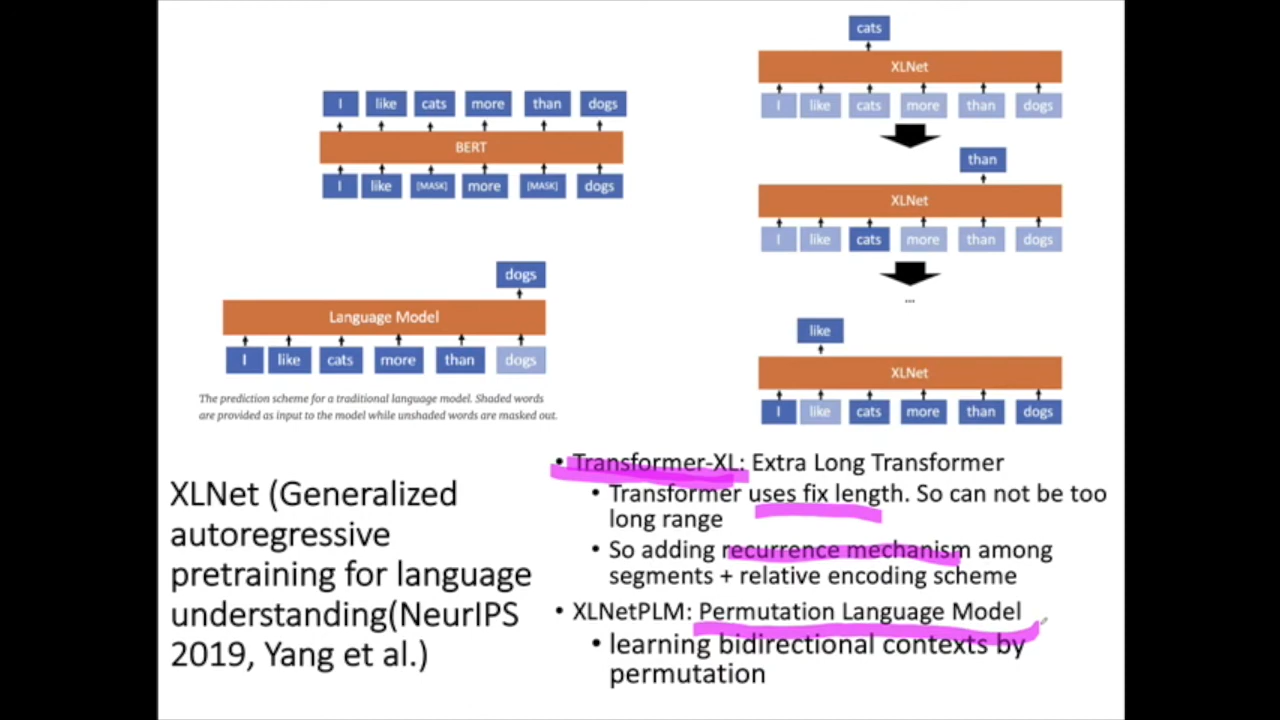 I like cats more than dogs
BERT
I like [MASK] more [MASK] dogs
dogs
Language Model
I like cats more than dogs
The prediction scheme for a traditional language model. Shaded words
are provided as input to the model while unshaded words are masked out.
cats
XLNet
I like cats more than dogs
than
XLNet
I like cats more than dogs
...
like
XLNet
I like cats more than dogs
XLNet (Generalized
autoregressive
pretraining for language
understanding(NeurIPS
2019, Yang et al.)
• Transformer-XL: Extra Long Transformer
• Transformer uses fix length. So can not be too
long range
• So adding recurrence mechanism among
segments + relative encoding scheme
• XLNetPLM: Permutation Language Model
• learning bidirectional contexts by
permutation